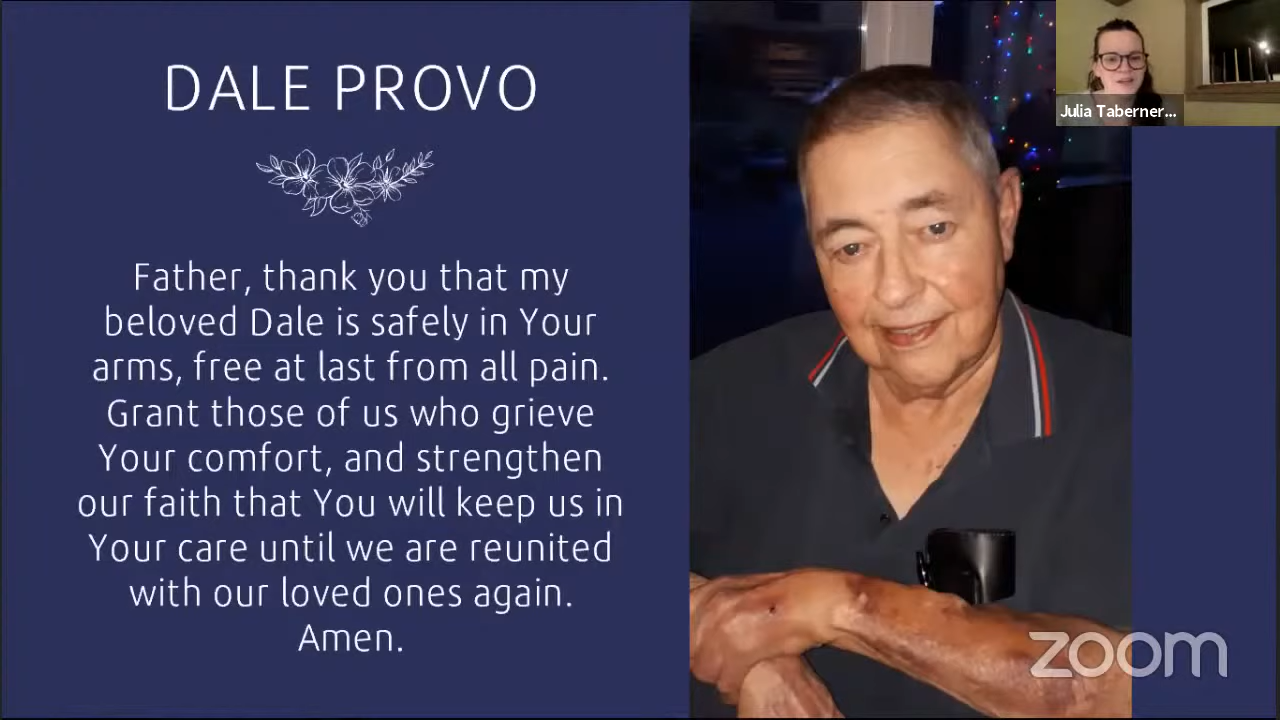 DALE PROVO
Father, thank you that my
beloved Dale is safely in Your
arms, free at last from all pain.
Grant those of us who grieve
Your comfort, and strengthen
our faith that You will keep us in
Your care until we are reunited
with our loved ones again.
Amen.
Julia Taberner...
zoom